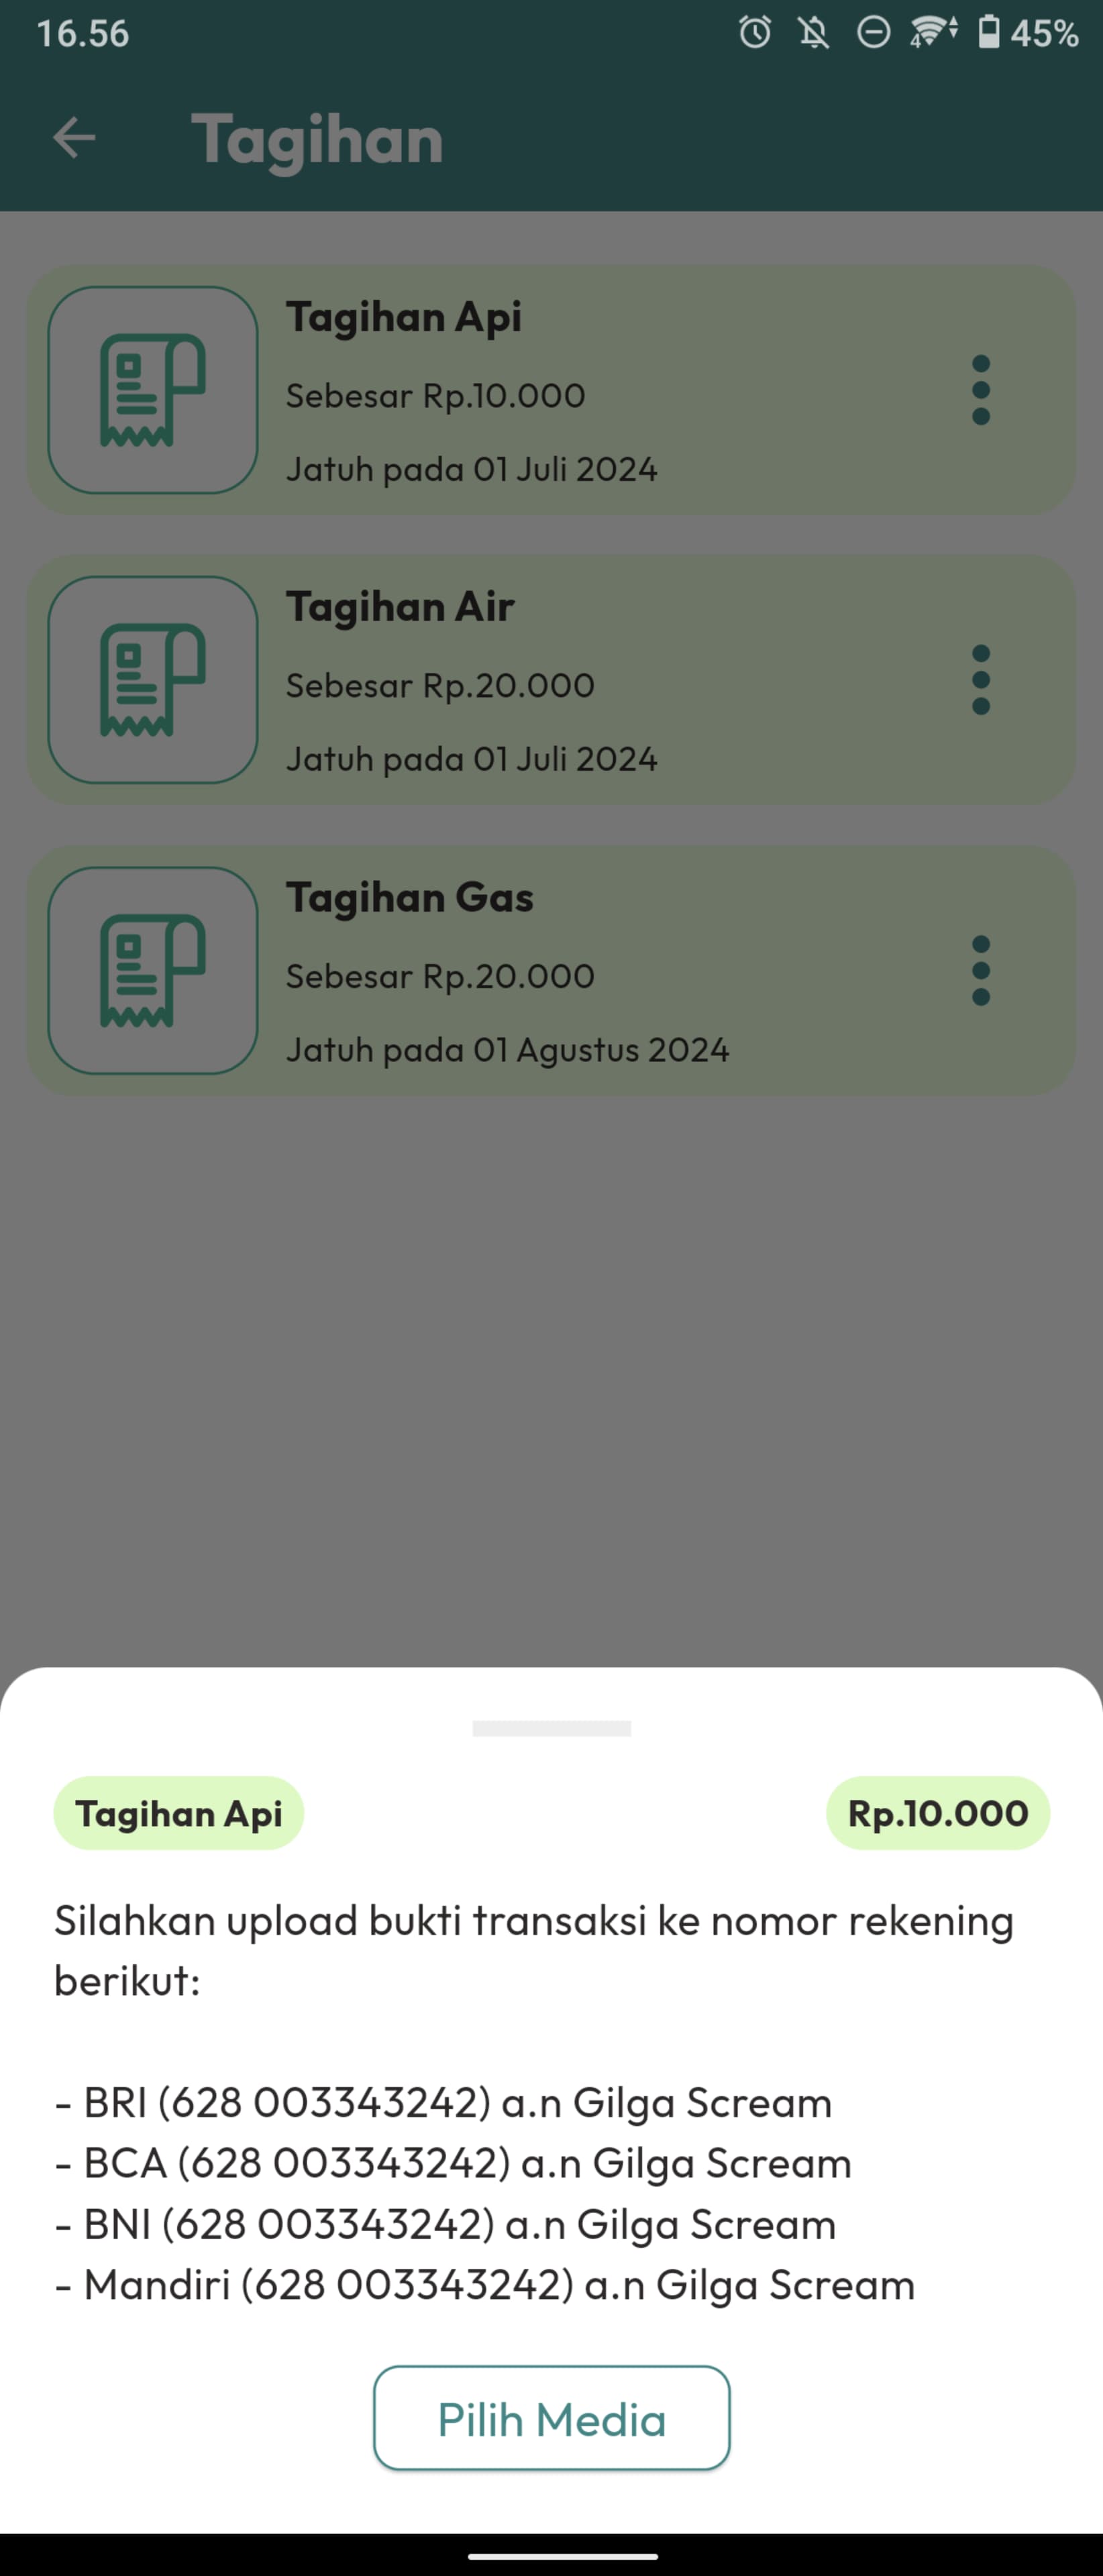 16.56
4
45%
Tagihan
Tagihan Api
Sebesar Rp.10.000
Jatuh pada 01 Juli 2024
Tagihan Air
Sebesar Rp.20.000
Jatuh pada 01 Juli 2024
Tagihan Gas
Sebesar Rp.20.000
Jatuh pada 01 Agustus 2024
Tagihan Api
Rp.10.000
Silahkan upload bukti transaksi ke nomor rekening
berikut:
- BRI (628 003343242) a.n Gilga Scream
- BCA (628 003343242) a.n Gilga Scream
- BNI (628 003343242) a.n Gilga Scream
- Mandiri (628 003343242) a.n Gilga Scream
Pilih Media